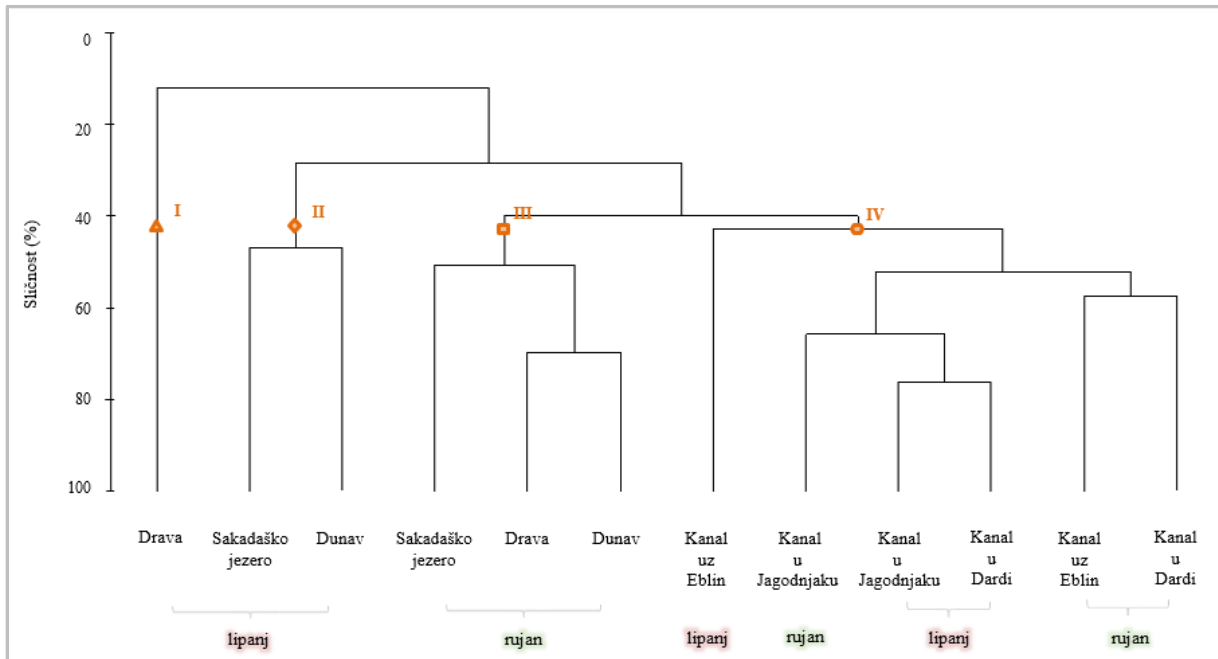 0
20
40
60
80
100
Sličnost (%)
I
II
III
IV
Drava
Sakadaško
jezero
Dunav
Sakadaško
jezero
Drava
Dunav
Kanal
uz
Eblin
Kanal
u
Jagodnjaku
Kanal
u
Jagodnjaku
Kanal
u
Dardi
Kanal
uz
Eblin
Kanal
u
Dardi
lipanj
rujan
lipanj
rujan
lipanj
rujan